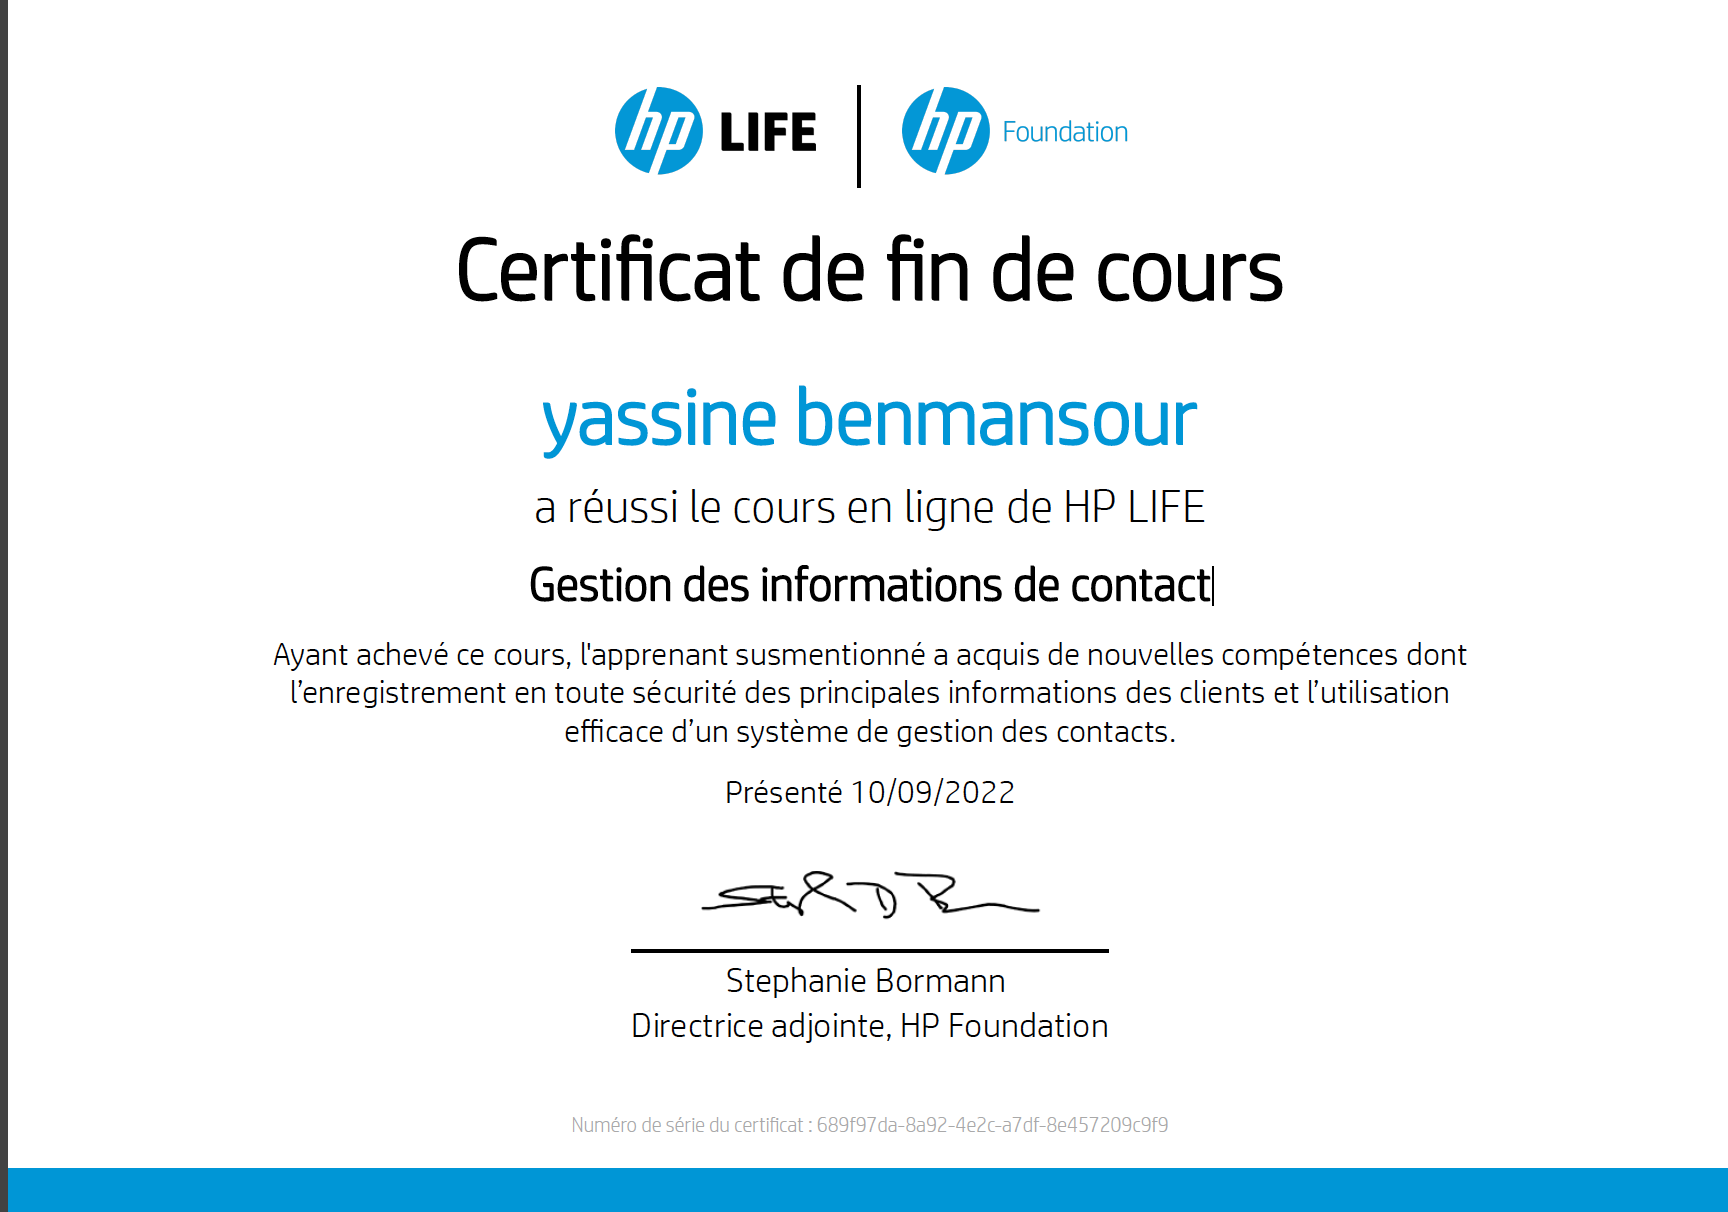 hp LIFE
hp Foundation
Certificat de fin de cours
yassine benmansour
a réussi le cours en ligne de HP LIFE
Gestion des informations de contact
Ayant achevé ce cours, l'apprenant susmentionné a acquis de nouvelles compétences dont
l’enregistrement en toute sécurité des principales informations des clients et l’utilisation
efficace d’un système de gestion des contacts.
Présenté 10/09/2022
Stephanie Bormann
Directrice adjointe, HP Foundation
Numéro de série du certificat : 689f97da-8a92-4e2c-a7df-8e457209c9f9